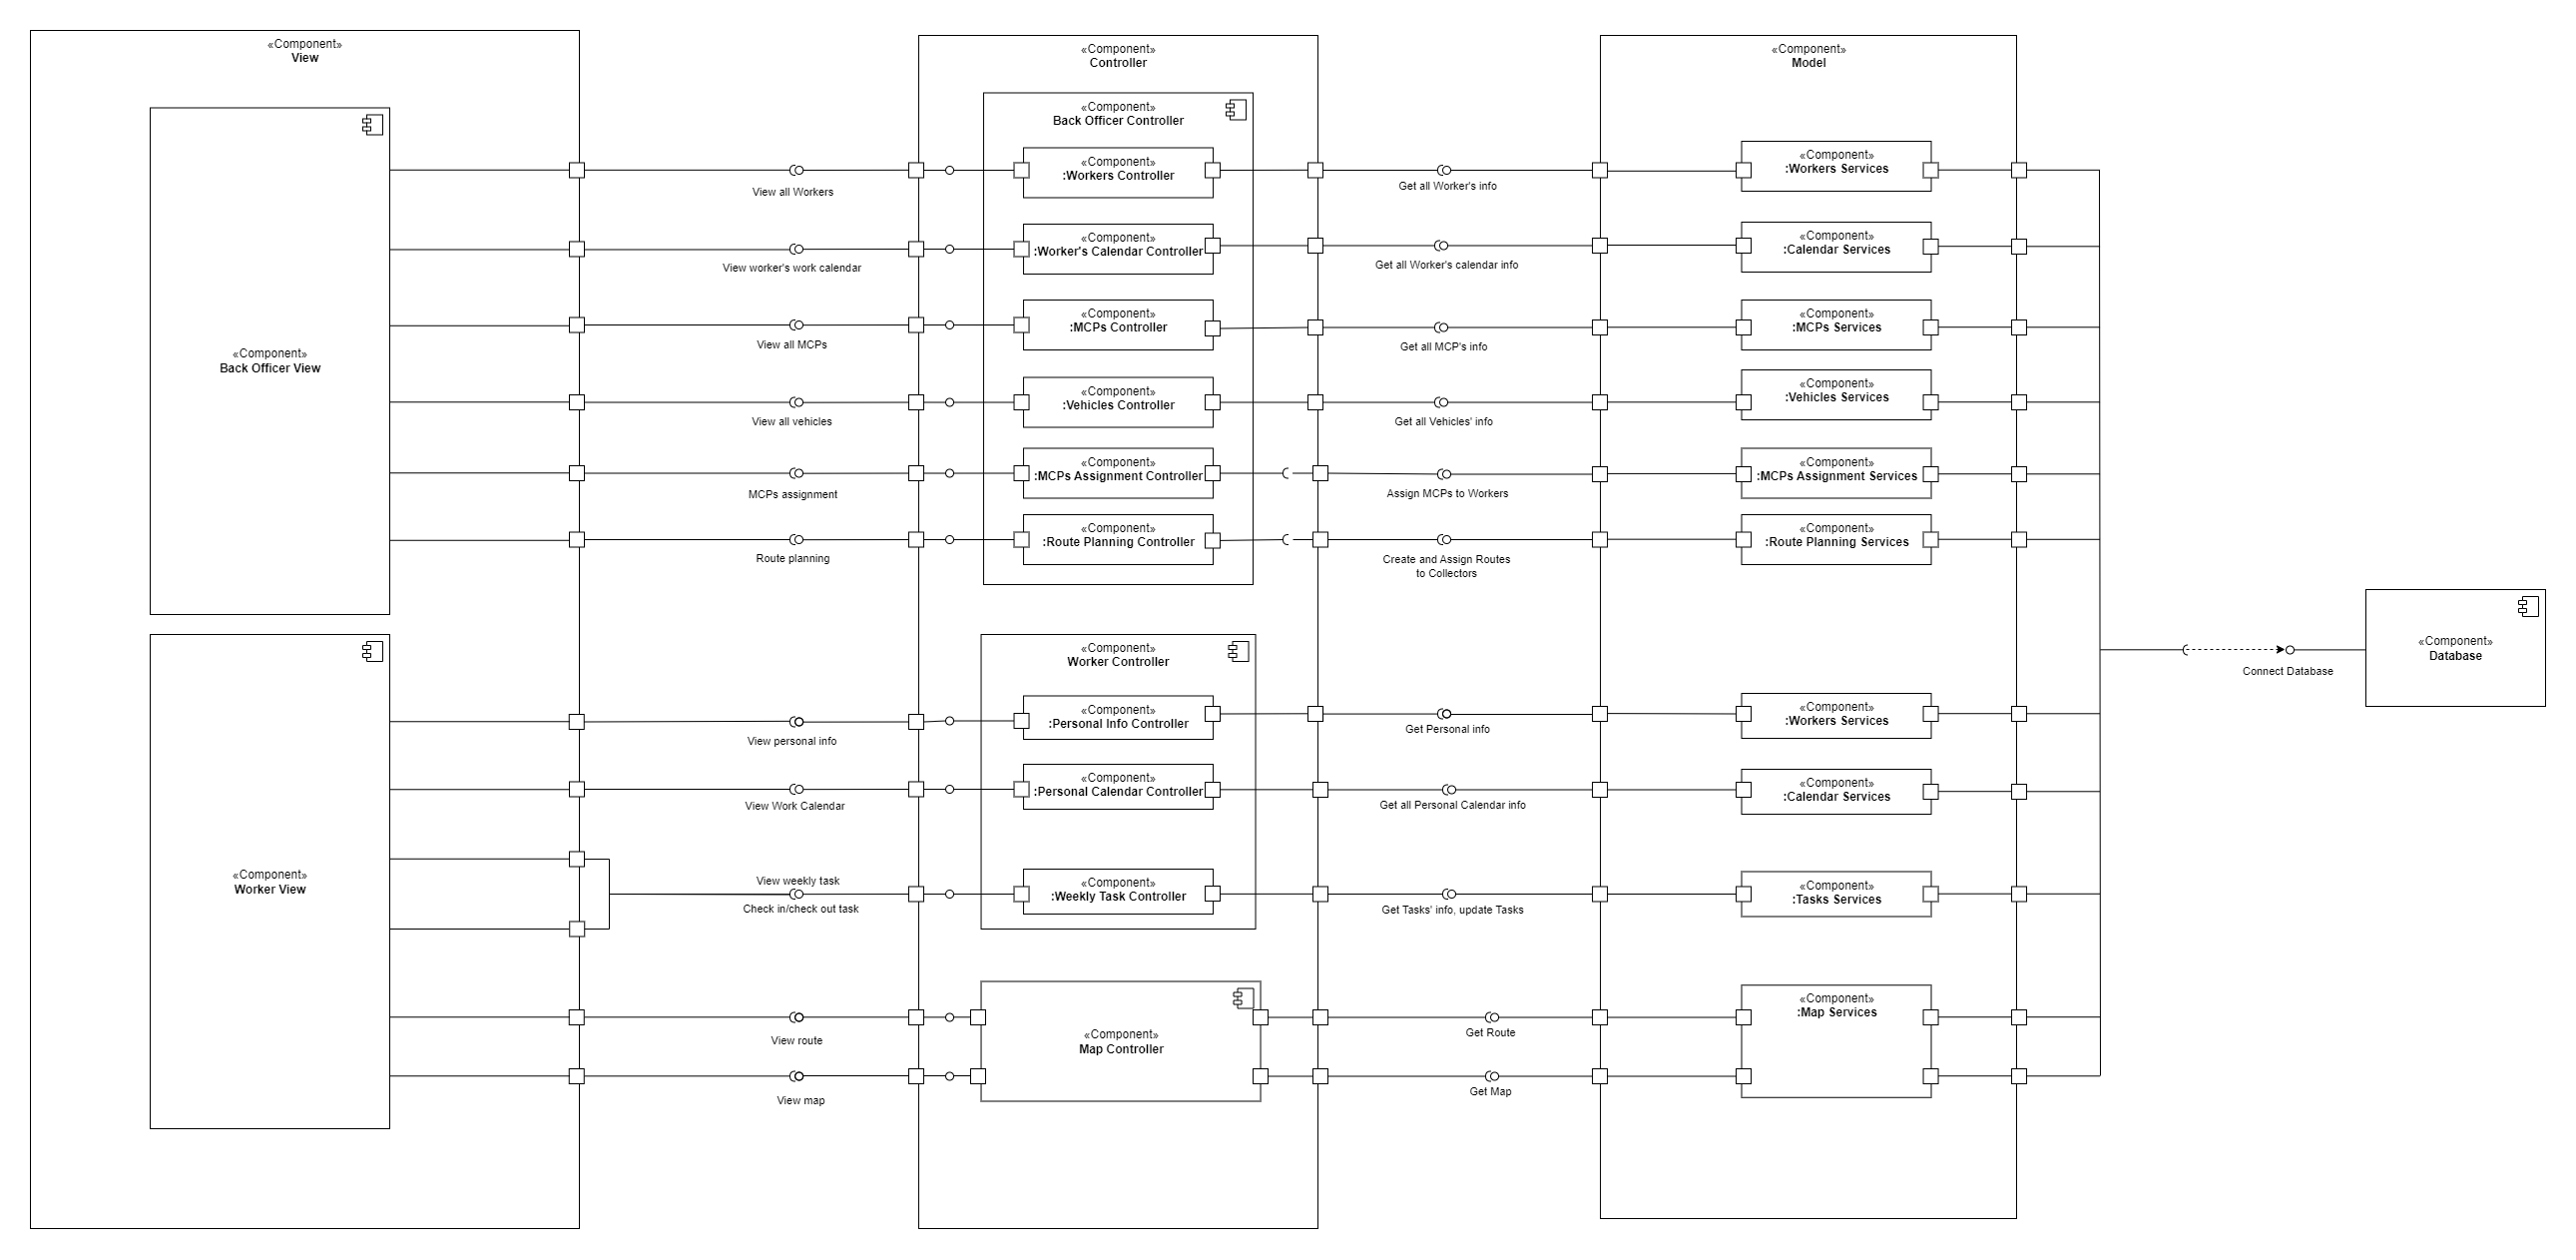 «Component»
View
«Component»
Back Officer View
«Component»
Worker View
View all Workers
View worker's work calendar
View all MCPs
View all vehicles
MCPs assignment
Route planning
View personal info
View Work Calendar
View weekly task
Check in/check out task
View route
View map
«Component»
Controller
«Component»
Back Officer Controller
«Component»
:Workers Controller
«Component»
:Worker's Calendar Controller
«Component»
:MCPs Controller
«Component»
:Vehicles Controller
«Component»
:MCPs Assignment Controller
«Component»
:Route Planning Controller
«Component»
Worker Controller
«Component»
:Personal Info Controller
«Component»
:Personal Calendar Controller
«Component»
:Weekly Task Controller
«Component»
Map Controller
Get all Worker's info
Get all Worker's calendar info
Get all MCP's info
Get all Vehicles' info
Assign MCPs to Workers
Create and Assign Routes
to Collectors
Get Personal info
Get all Personal Calendar info
Get Tasks' info, update Tasks
Get Route
Get Map
«Component»
Model
«Component»
:Workers Services
«Component»
:Calendar Services
«Component»
:MCPs Services
«Component»
:Vehicles Services
«Component»
:MCPs Assignment Services
«Component»
:Route Planning Services
«Component»
:Workers Services
«Component»
:Calendar Services
«Component»
:Tasks Services
«Component»
:Map Services
Connect Database
«Component»
Database